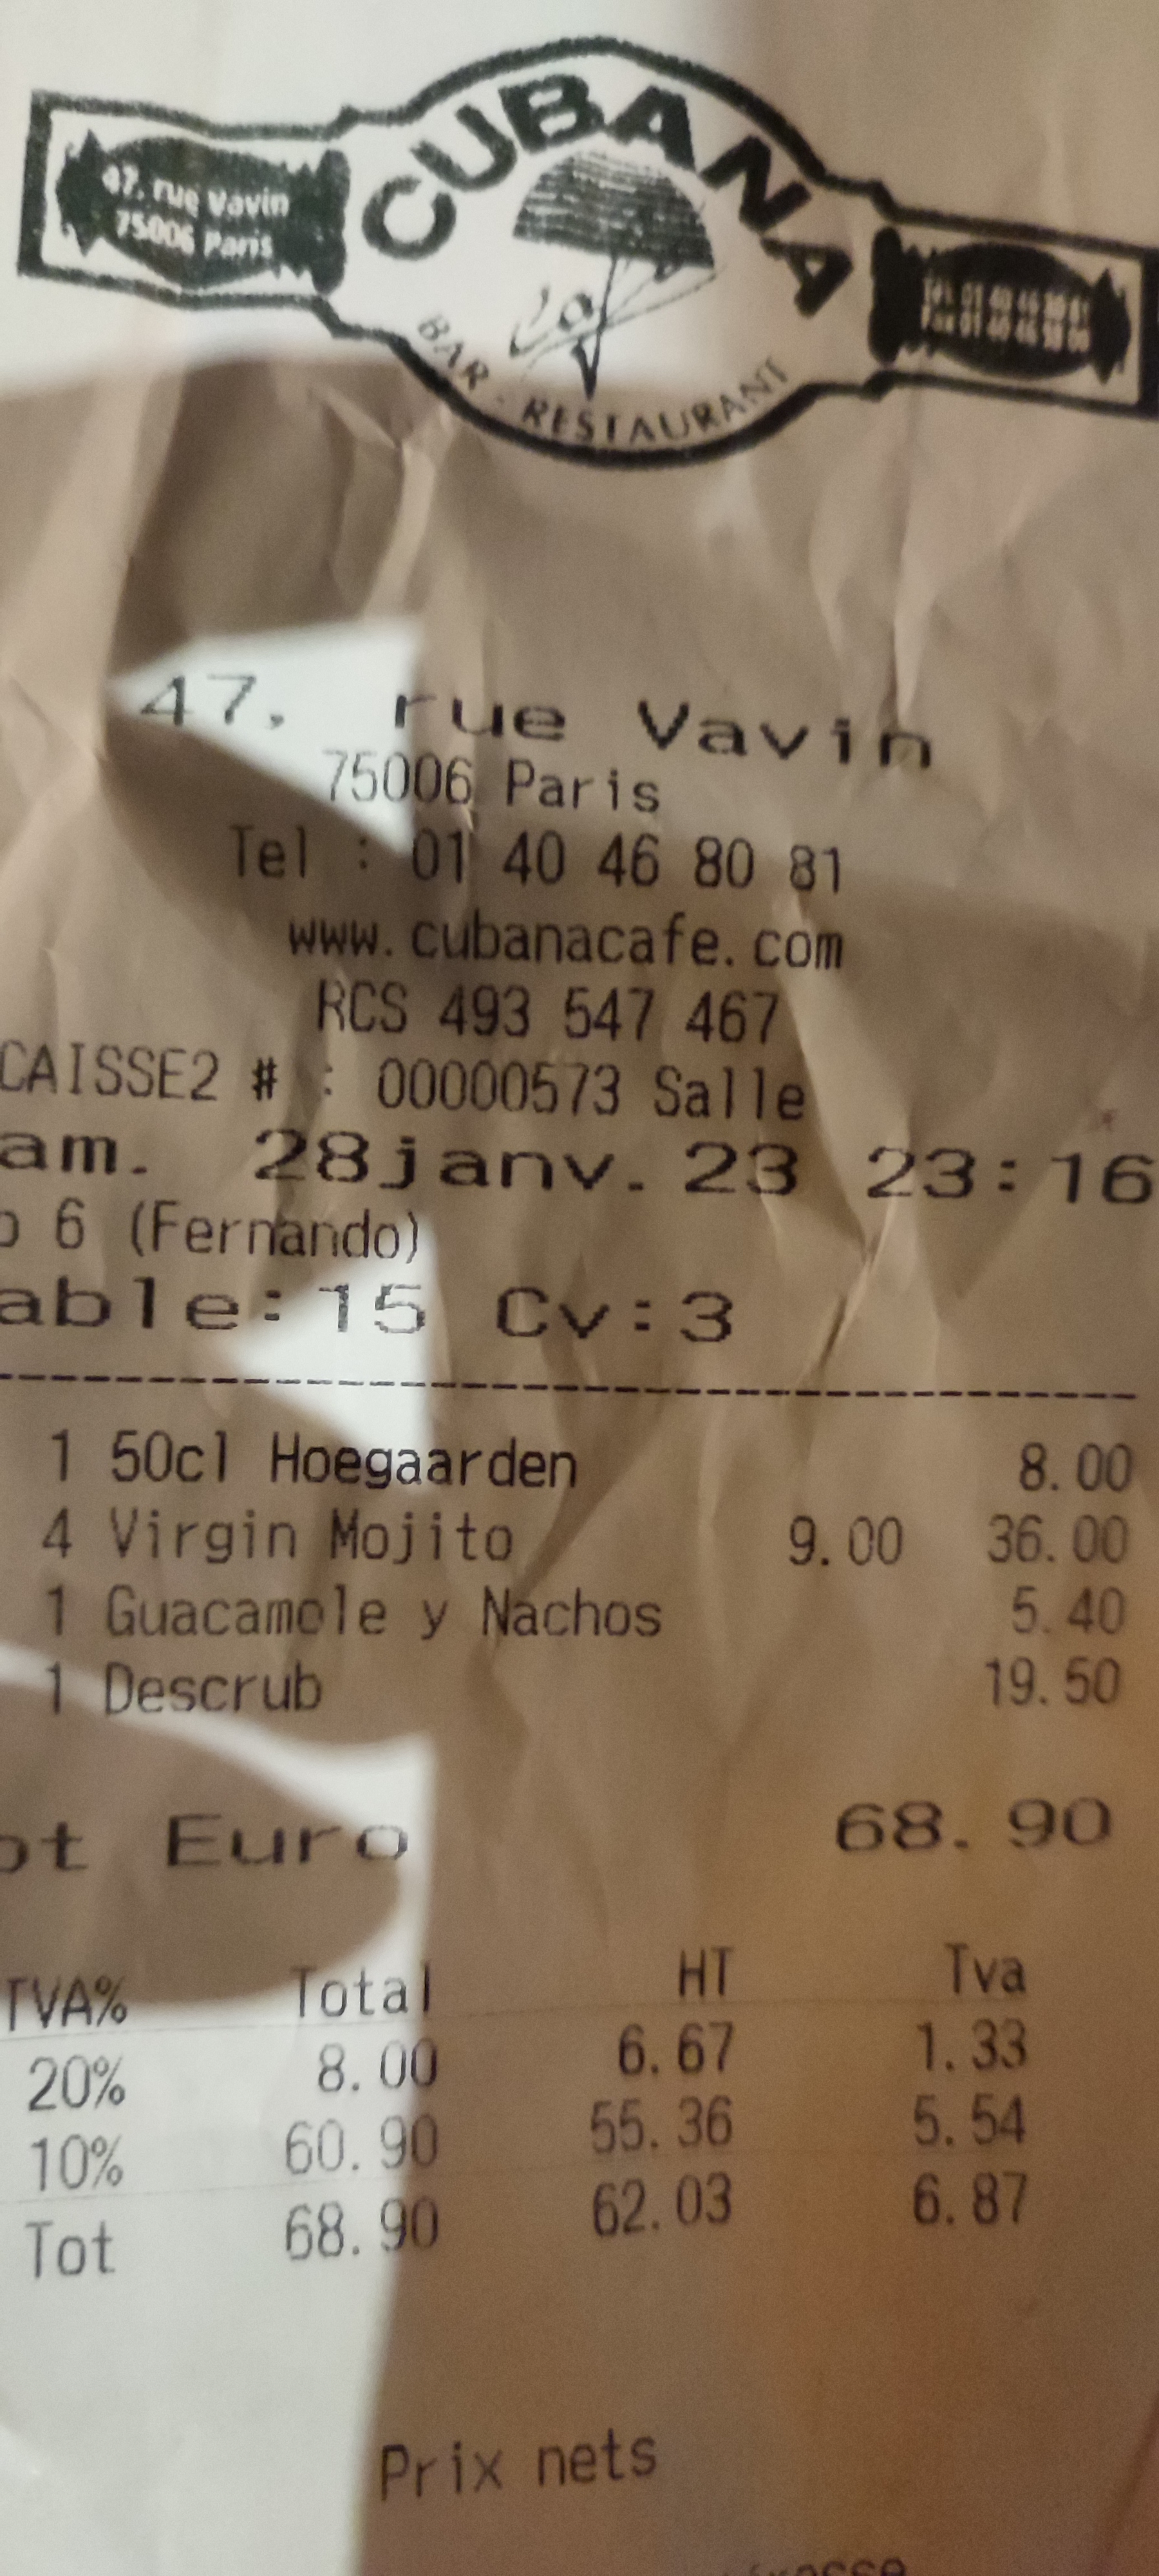 CUBANA
47, rue Vavin
75006 Paris
BAR - RESTAURANT
47, rue Vavin
75006 Paris
Tel : 01 40 46 80 81
www.cubanacafe.com
RCS 493 547 467
CAISSE2 # : 00000573 Salle
am. 28janv.23 23:16
o 6 (Fernando)
able:15 Cv:3
1 50cl Hoegaarden 8.00
4 Virgin Mojito 9.00 36.00
1 Guacamole y Nachos 5.40
1 Descrub 19.50
ot Euro 68.90
TVA% Total HT Tva
20% 8.00 6.67 1.33
10% 60.90 55.36 5.54
Tot 68.90 62.03 6.87
Prix nets